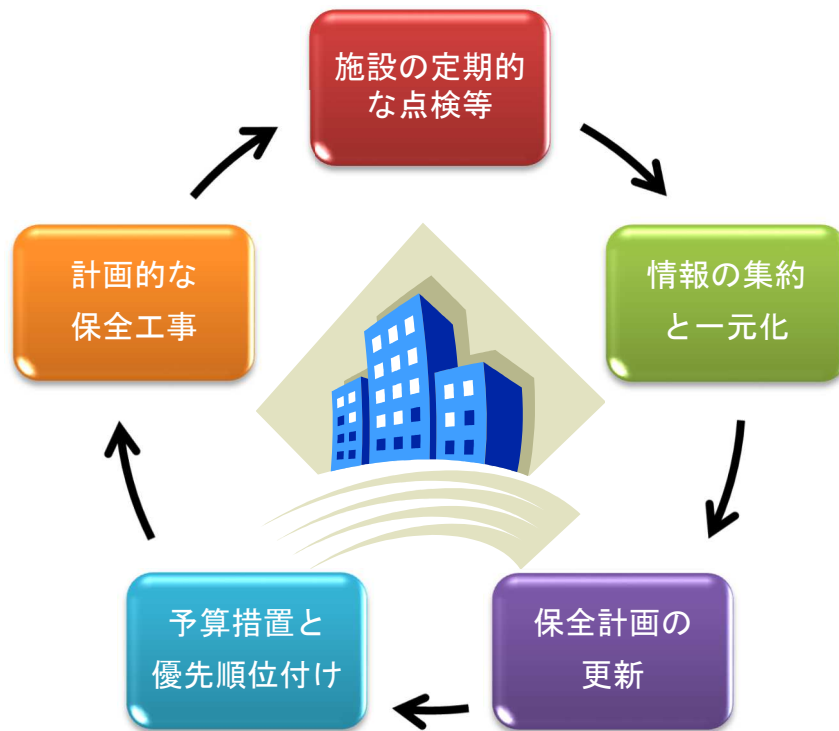 施設の定期的
な点検等
情報の集約
と一元化
保全計画の
更新
予算措置と
優先順位付け
計画的な
保全工事